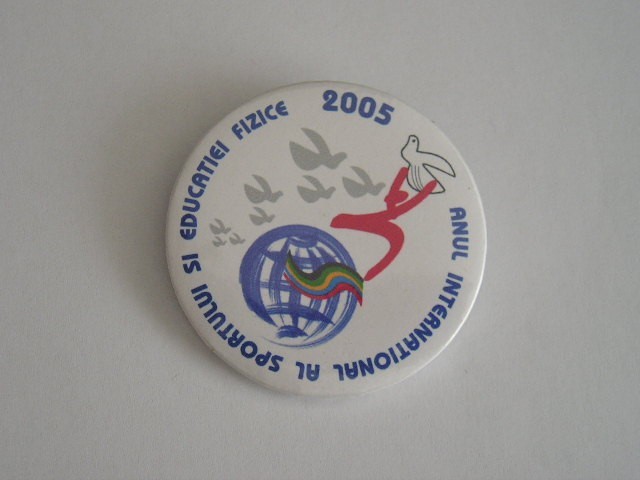 ANUL INTERNATIONAL AL SPORTULUI SI EDUCATIEI FIZICE
2005